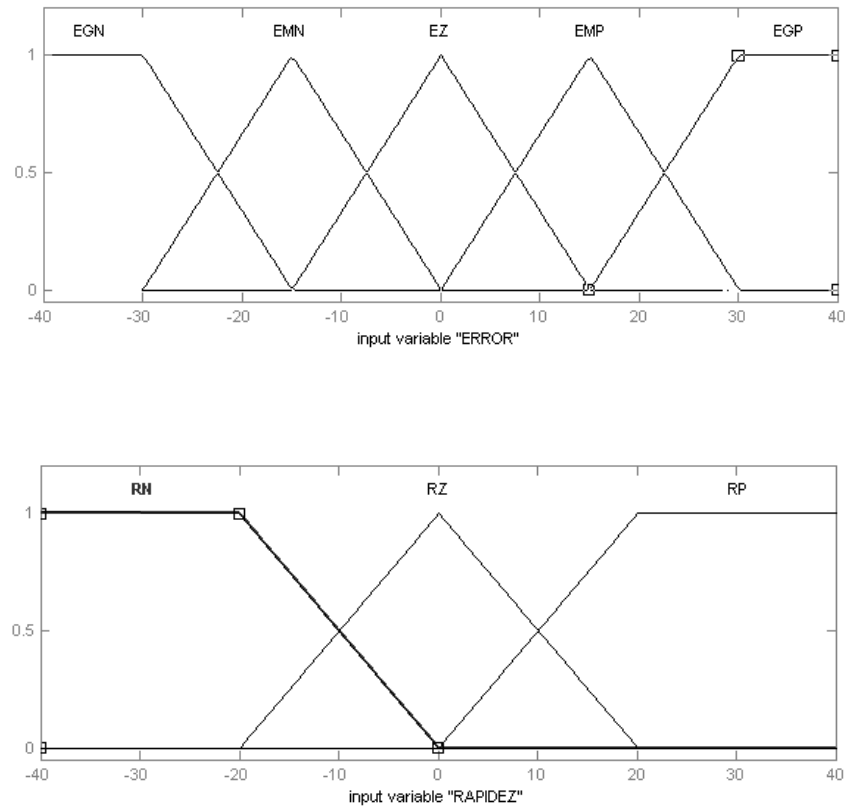 EGN EMN EZ EMP EGP
1
0.5
0
-40 -30 -20 -10 0 10 20 30 40
input variable "ERROR"
RN RZ RP
1
0.5
0
-40 -30 -20 -10 0 10 20 30 40
input variable "RAPIDEZ"